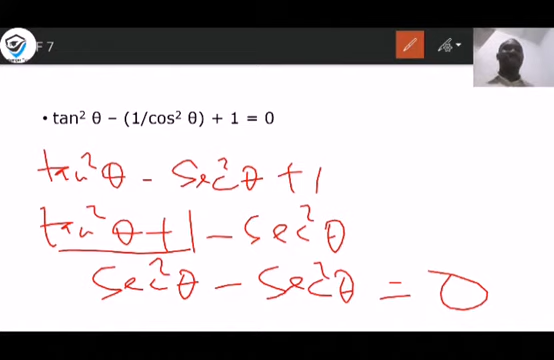 F 7
• tan² θ – (1/cos² θ) + 1 = 0
tan²θ - Sec²θ +1
tan²θ+1 - Sec²θ
Sec²θ - Sec²θ = 0